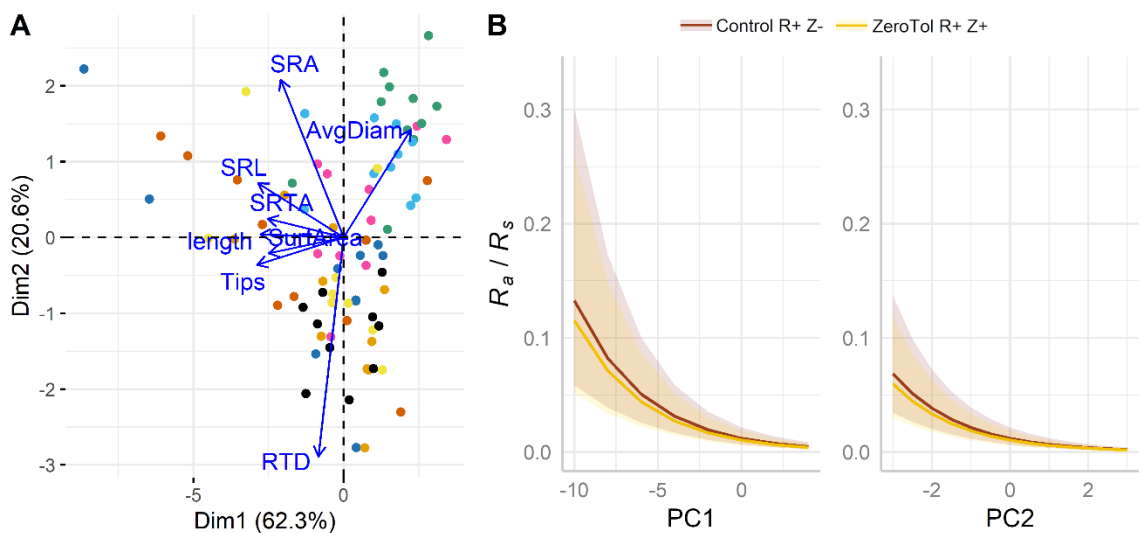 A
SRA
AvgDiam
SRL
SRTA
SurfArea
length
Tips
RTD
2
1
0
-1
-2
-3
Dim2 (20.6%)
-5
0
Dim1 (62.3%)
B
Control R+ Z-
ZeroTol R+ Z+
Ra / Rs
0.3
0.2
0.1
0.0
-10
-5
0
PC1
0.3
0.2
0.1
0.0
-2
0
2
PC2